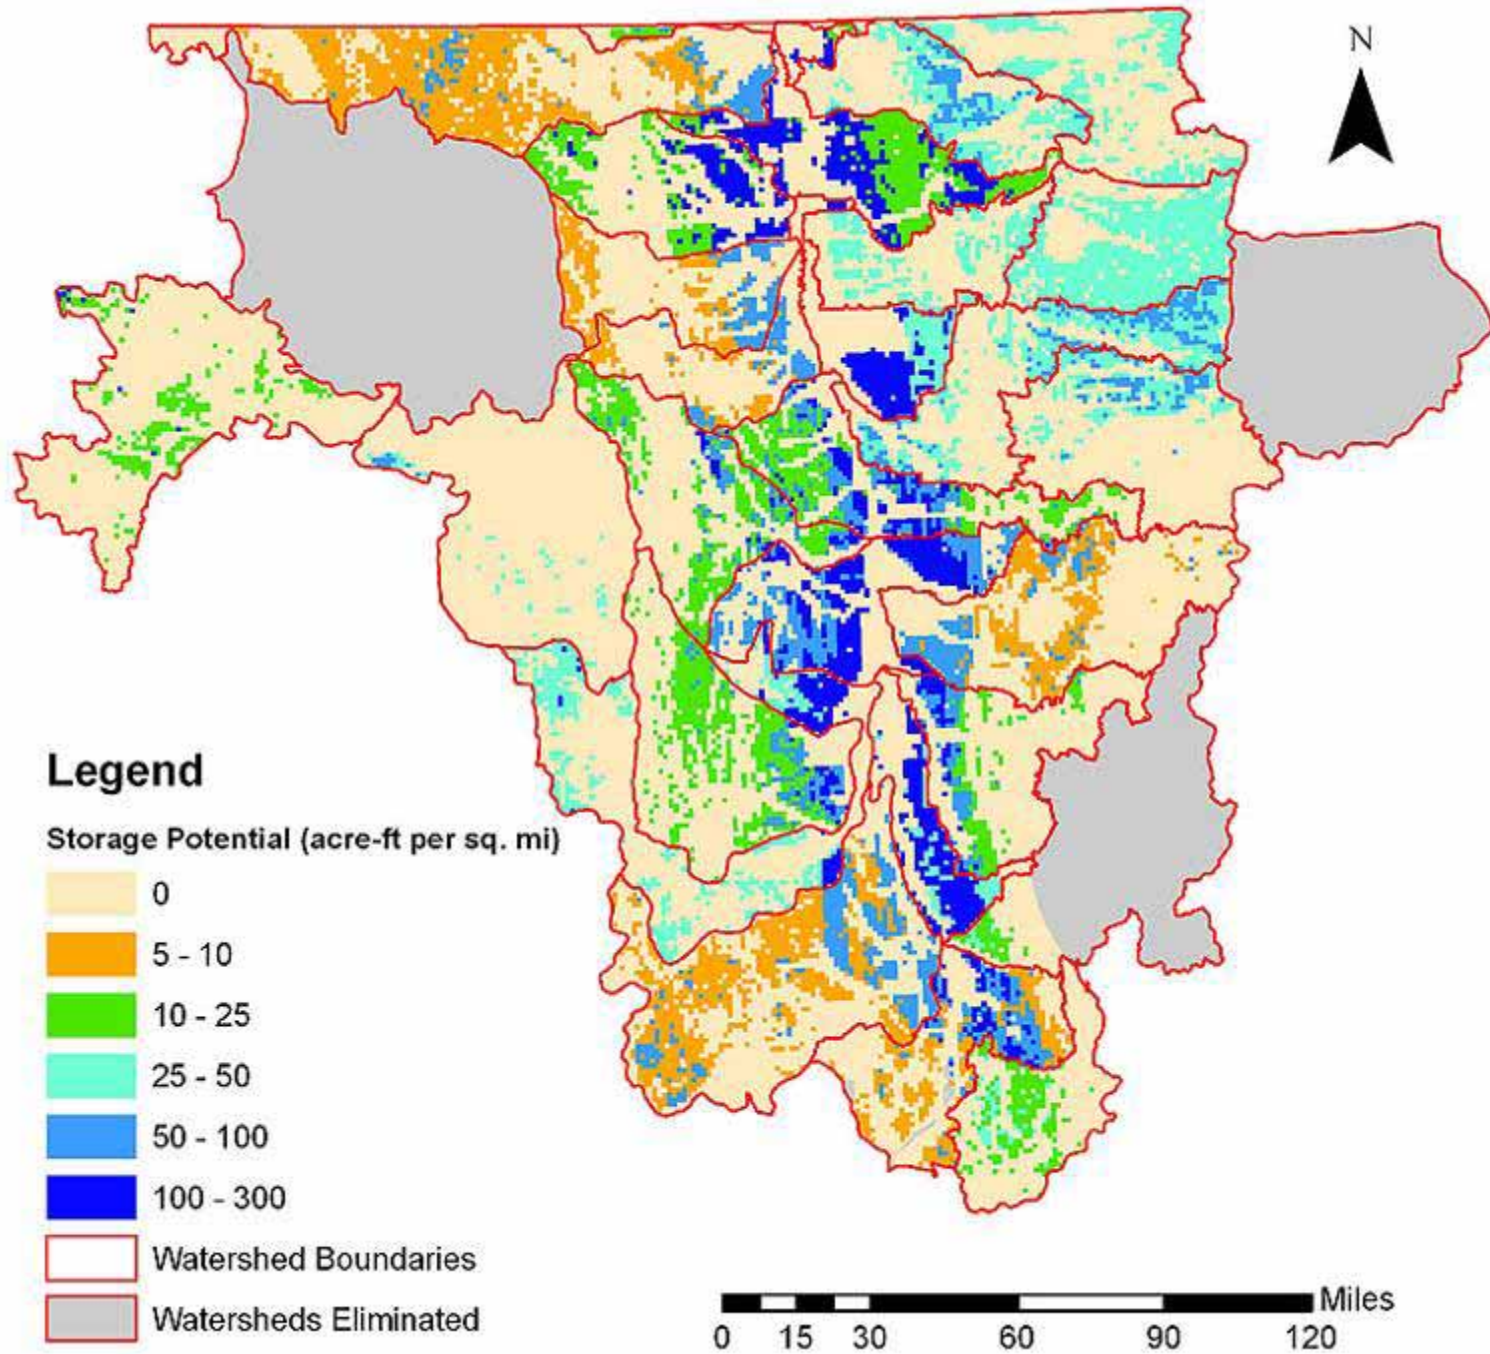 N
Legend
Storage Potential (acre-ft per sq. mi)
0
5 - 10
10 - 25
25 - 50
50 - 100
100 - 300
Watershed Boundaries
Watersheds Eliminated
Miles
0 15 30 60 90 120